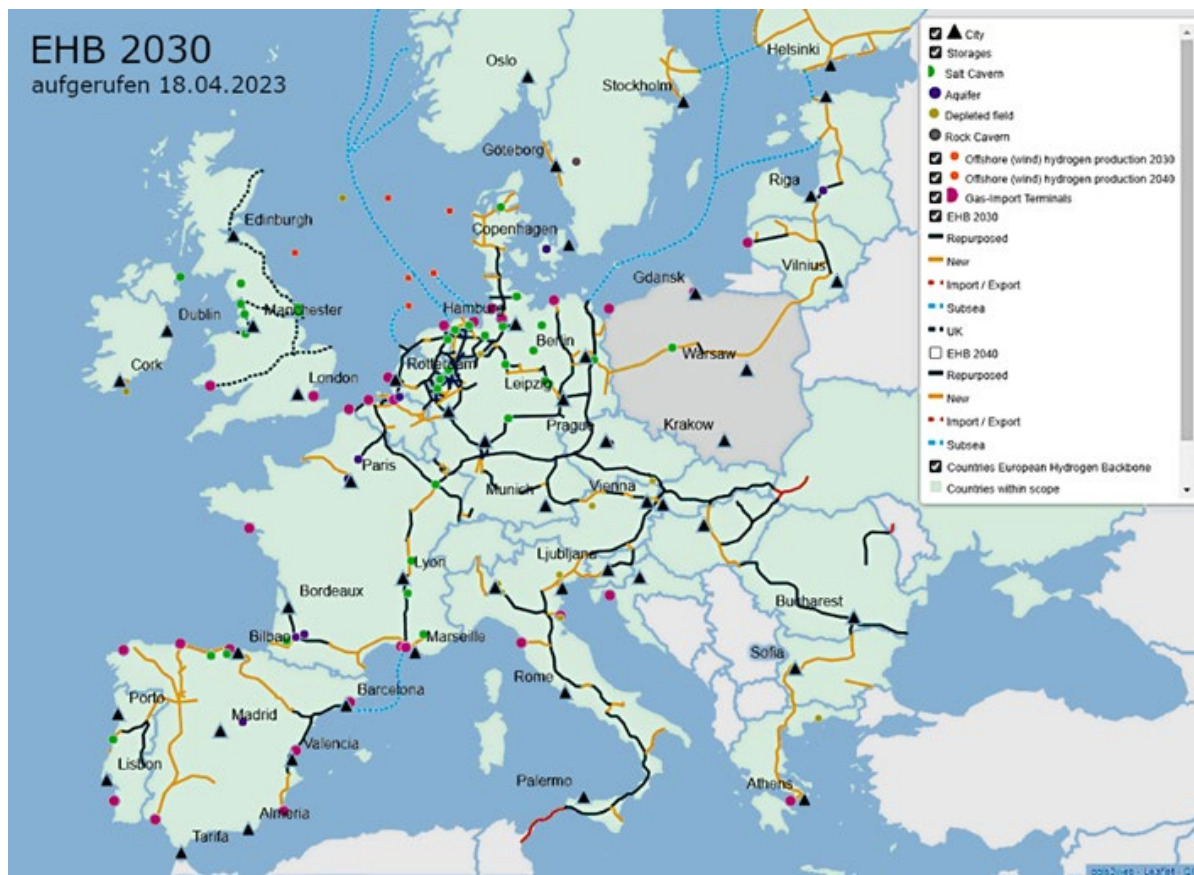 EHB 2030
aufgerufen 18.04.2023
Oslo
Helsinki
Stockholm
Göteborg
Riga
Edinburgh
Copenhagen
Vilnius
Gdansk
Dublin
Manchester
Hamburg
Berlin
Warsaw
Cork
London
Rotterdam
Leipzig
Prague
Krakow
Paris
Munich
Vienna
Lyon
Ljubljana
Bordeaux
Bucharest
Bilbao
Marseille
Sofia
Porto
Barcelona
Rome
Madrid
Valencia
Lisbon
Palermo
Athens
Almeria
Tarifa
City
Storages
Salt Cavern
Aquifer
Depleted field
Rock Cavern
Offshore (wind) hydrogen production 2030
Offshore (wind) hydrogen production 2040
Gas-Import Terminals
EHB 2030
Repurposed
New
Import / Export
Subsea
UK
EHB 2040
Repurposed
New
Import / Export
Subsea
Countries European Hydrogen Backbone
Countries within scope